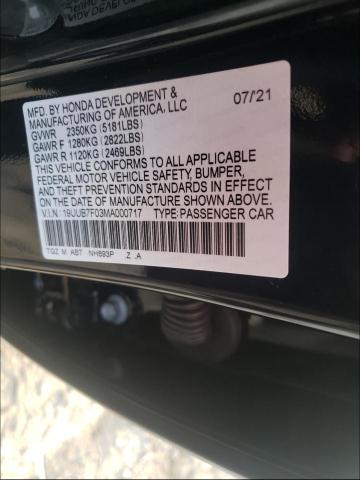 MFD. BY HONDA DEVELOPMENT &
MANUFACTURING OF AMERICA, LLC 07/21
GVWR 2350KG (5181LBS)
GAWR F 1280KG (2822LBS)
GAWR R 1120KG (2469LBS)
THIS VEHICLE CONFORMS TO ALL APPLICABLE
FEDERAL MOTOR VEHICLE SAFETY, BUMPER,
AND THEFT PREVENTION STANDARDS IN EFFECT
ON THE DATE OF MANUFACTURE SHOWN ABOVE.
V.I.N.: 19UUB7F03MA000717 TYPE: PASSENGER CAR
TGZ M ABT NH893P Z .A